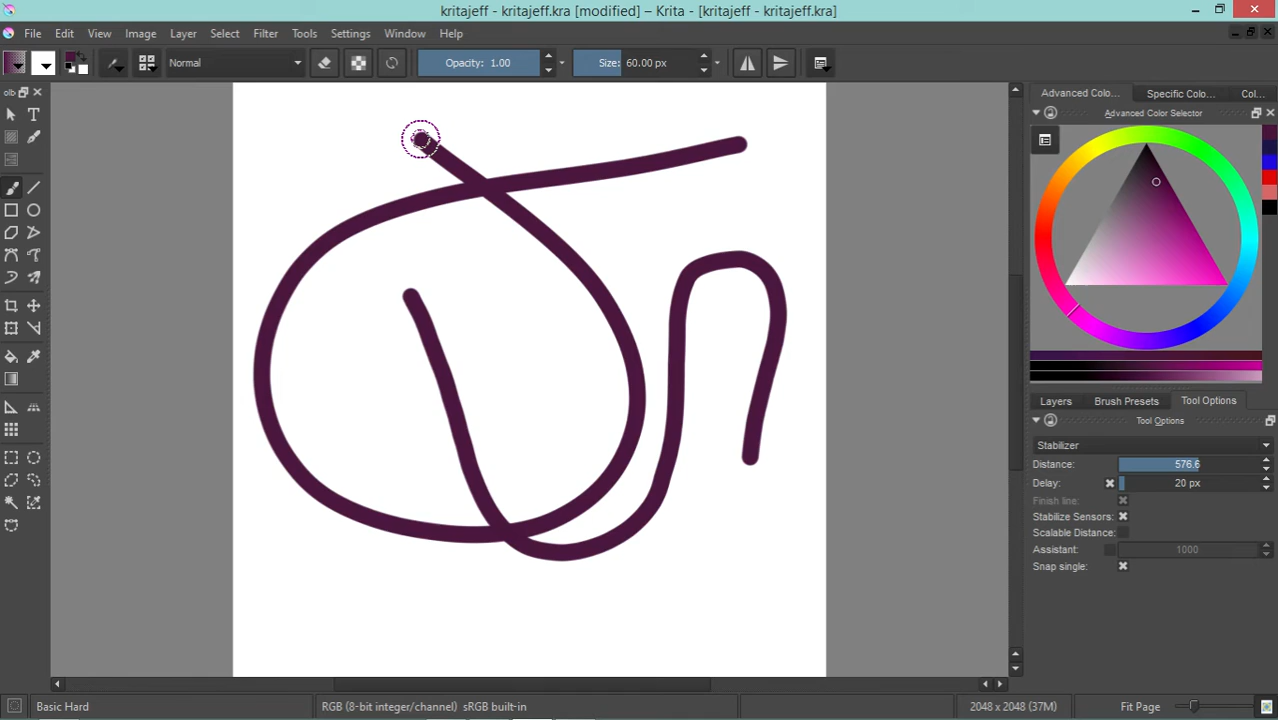 kritajeff - kritajeff.kra [modified] – Krita - [kritajeff - kritajeff.kra]
File Edit View Image Layer Select Filter Tools Settings Window Help
Normal Opacity: 1.00 Size: 60.00 px
olb
Advanced Colo... Specific Colo... Col...
Advanced Color Selector
Layers Brush Presets Tool Options
Tool Options
Stabilizer
Distance: 576.6
Delay: 20 px
Finish line:
Stabilize Sensors:
Scalable Distance:
Assistant: 1000
Snap single:
Basic Hard RGB (8-bit integer/channel) sRGB built-in 2048 x 2048 (37M) Fit Page